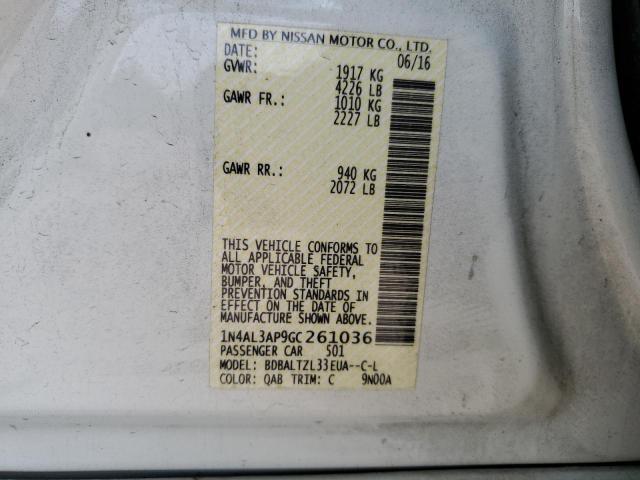 MFD BY NISSAN MOTOR CO., LTD.
DATE: 06/16
GVWR: 1917 KG
4226 LB
GAWR FR.: 1010 KG
2227 LB
GAWR RR.: 940 KG
2072 LB
THIS VEHICLE CONFORMS TO
ALL APPLICABLE FEDERAL
MOTOR VEHICLE SAFETY,
BUMPER, AND THEFT
PREVENTION STANDARDS IN
EFFECT ON THE DATE OF
MANUFACTURE SHOWN ABOVE.
1N4AL3AP9GC261036
PASSENGER CAR 501
MODEL: BDBALTZL33EUA--C-L
COLOR: QAB TRIM: C 9N00A